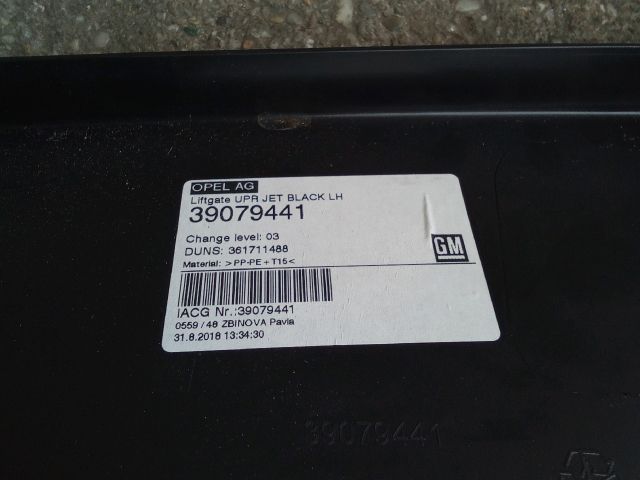 OPEL AG
Liftgate UPR JET BLACK LH
39079441
Change level: 03
DUNS: 361711488
GM
Material: >PP-PE+T15<
IACG Nr.:39079441
0559 / 48 ZBINOVA Pavla
31.8.2018 13:34:30
39079441